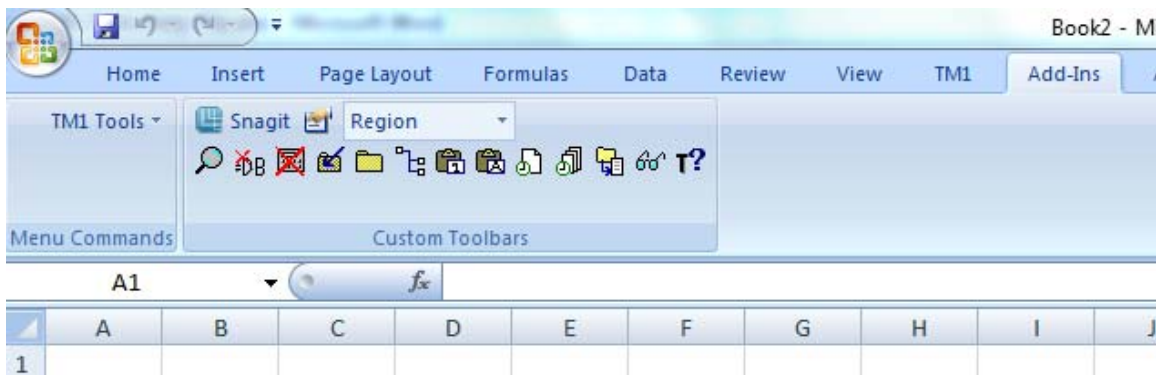 Book2 - M
Home Insert Page Layout Formulas Data Review View TM1 Add-Ins
TM1 Tools Snagit Region
DB T?
Menu Commands Custom Toolbars
A1 fx
A B C D E F G H I J
1